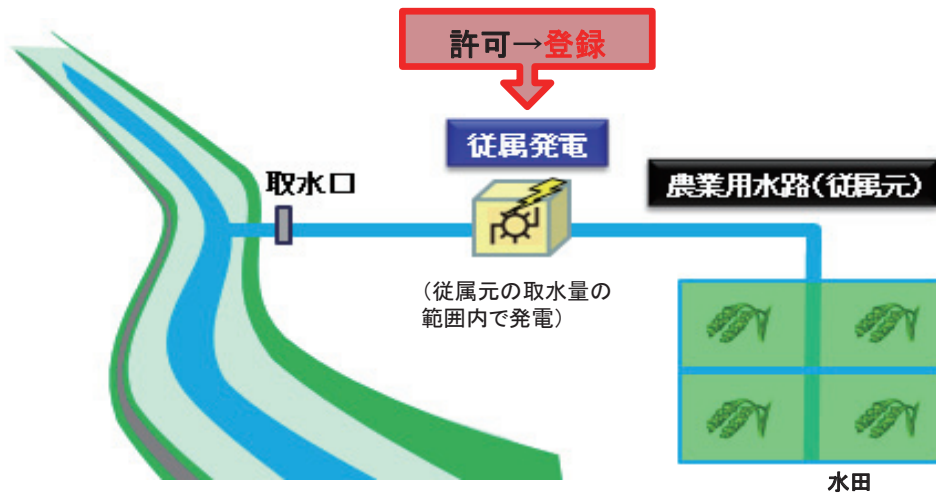 許可→登録
従属発電
取水口
農業用水路(従属元)
(従属元の取水量の
範囲内で発電)
水田